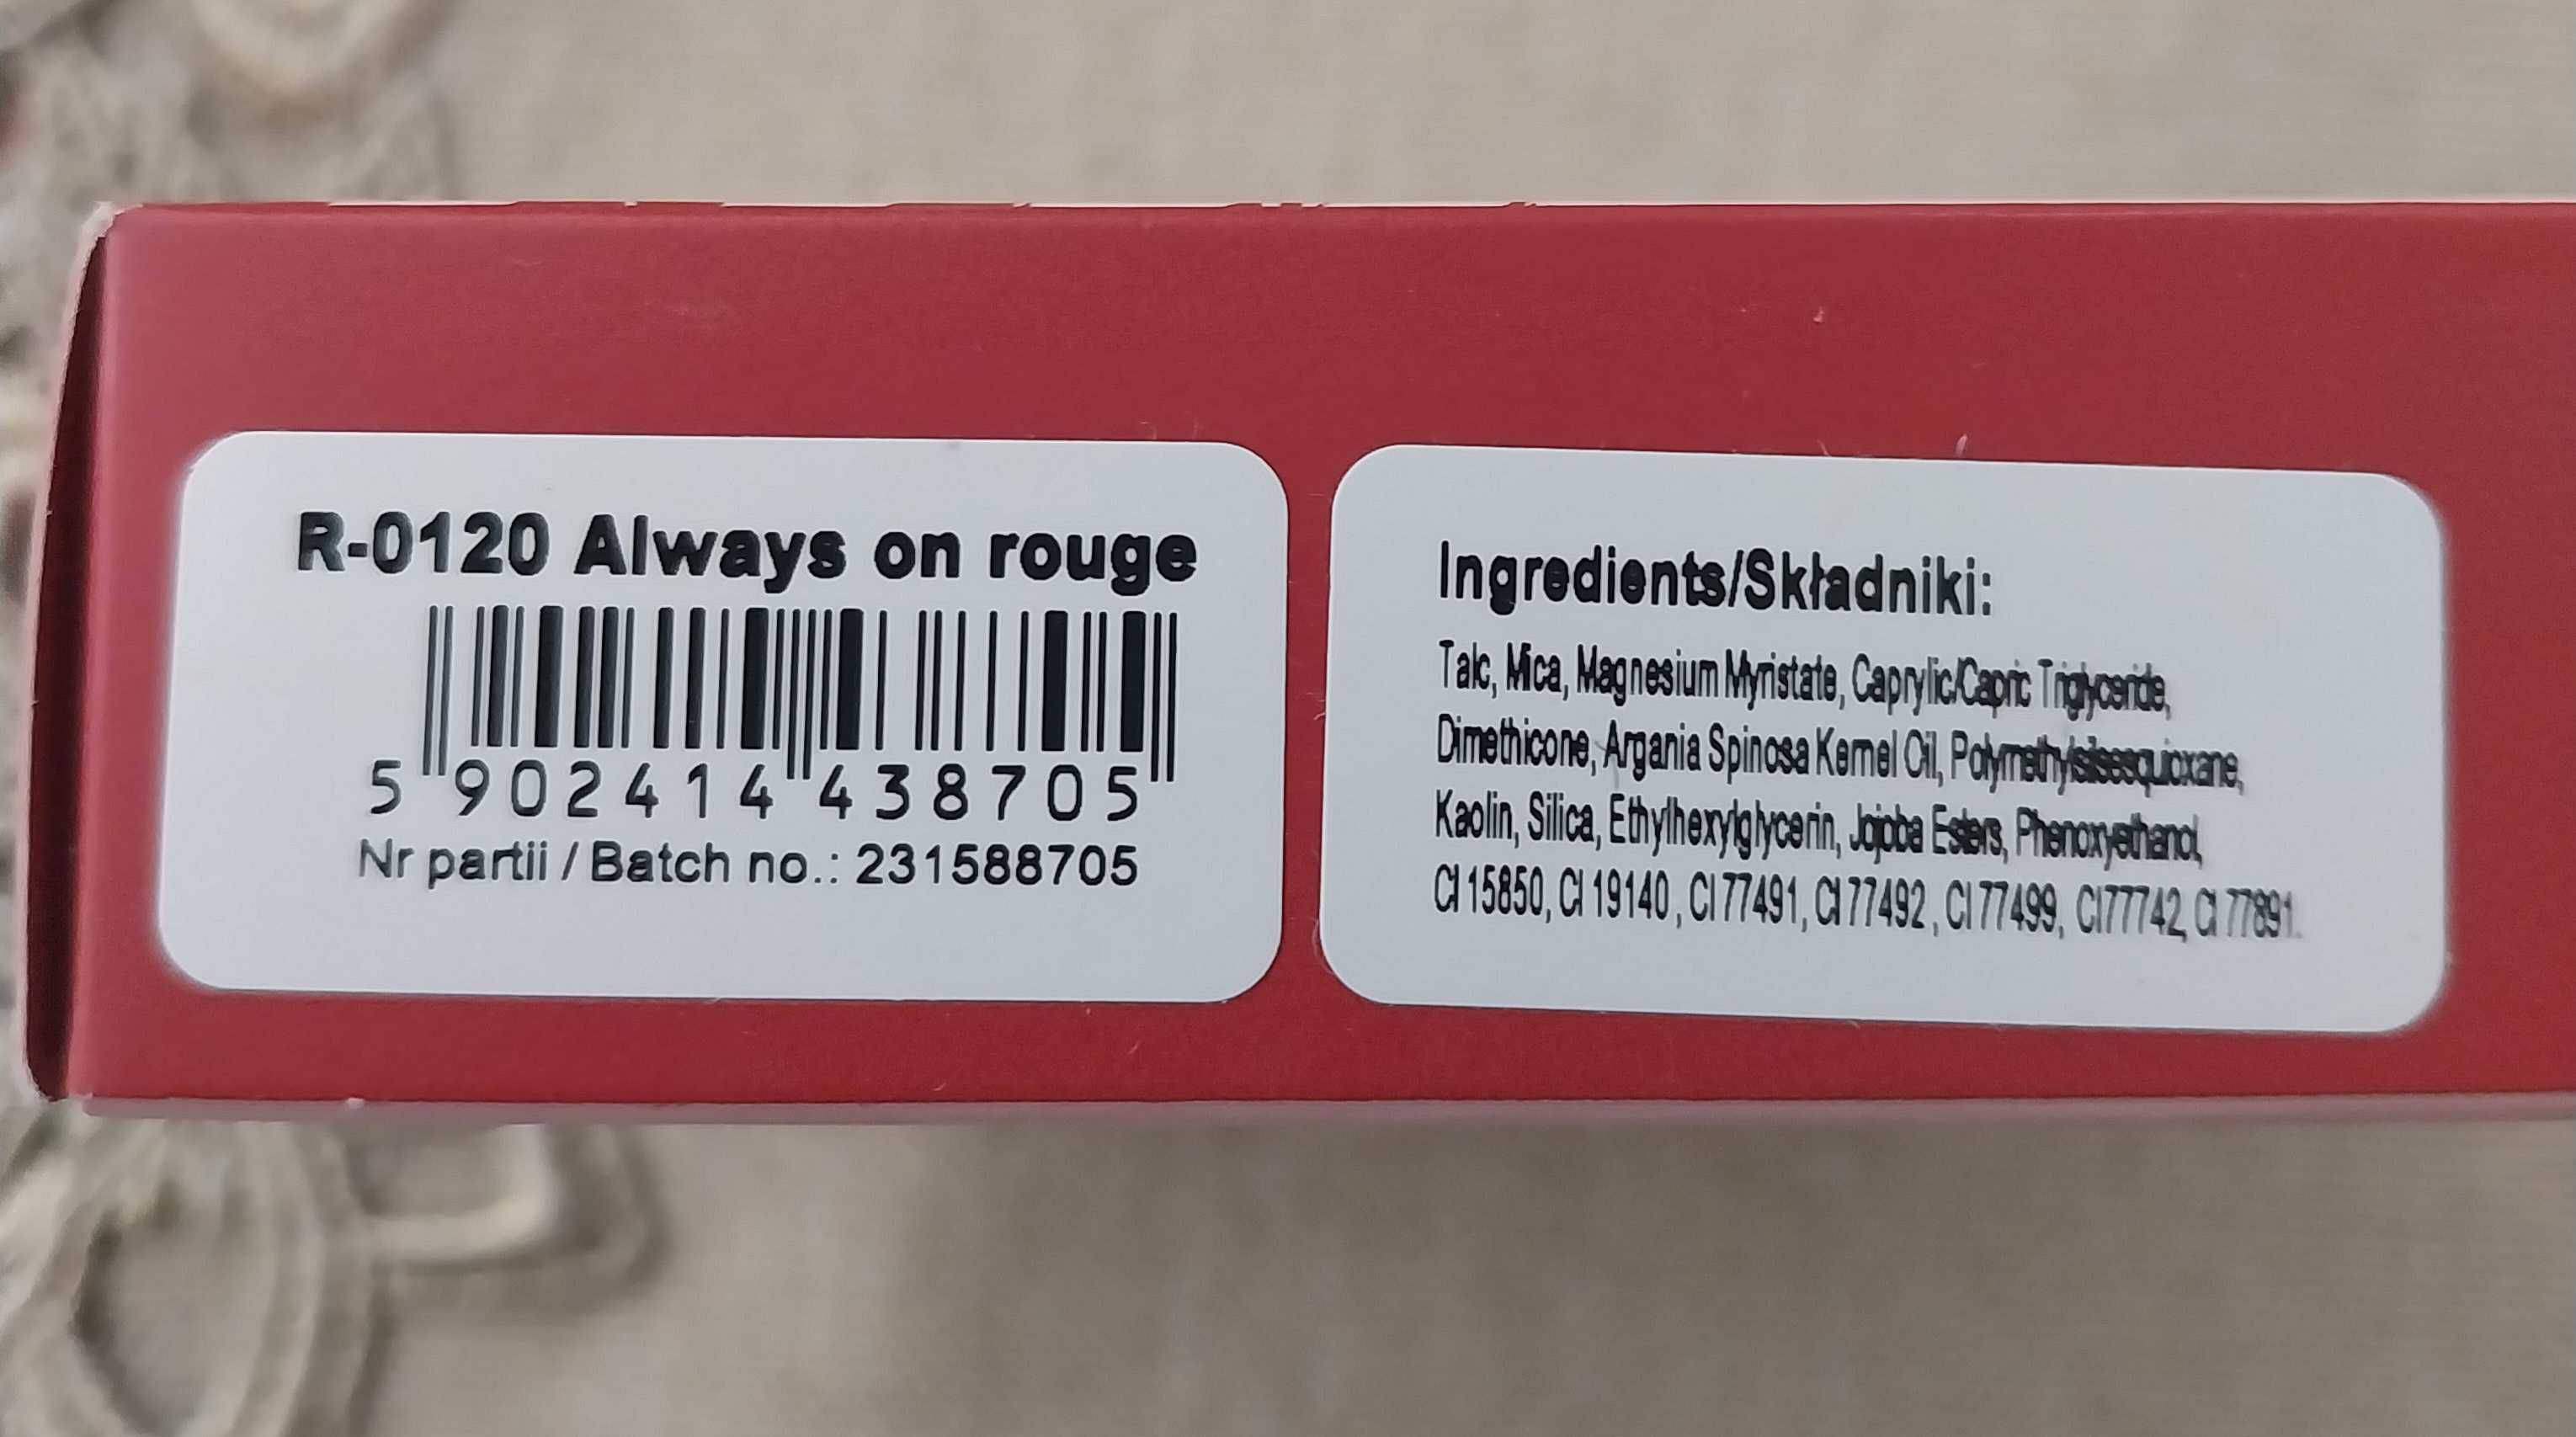 R-0120 Always on rouge
5 902414 438705
Nr partii / Batch no.: 231588705
Ingredients/Składniki:
Talc, Mica, Magnesium Myristate, Caprylic/Capric Triglyceride,
Dimethicone, Argania Spinosa Kernel Oil, Polymethylsilsesquioxane,
Kaolin, Silica, Ethylhexylglycerin, Jojoba Esters, Phenoxyethanol,
CI 15850, CI 19140, CI 77491, CI 77492, CI 77499, CI77742, CI 77891.